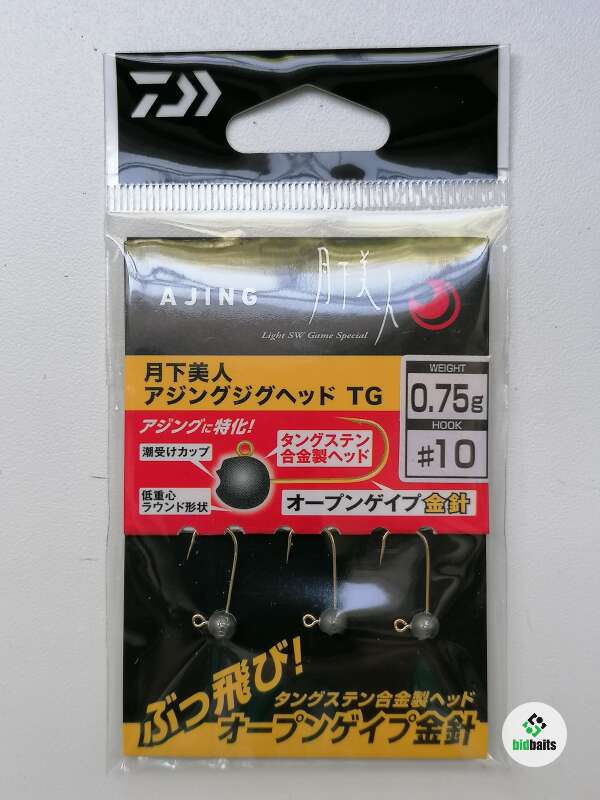 AJING
月下美人
Light SW Game Special
月下美人
アジングジグヘッド TG
WEIGHT
0.75g
HOOK
#10
アジングに特化!
潮受けカップ
タングステン
合金製ヘッド
低重心
ラウンド形状
オープンゲイプ金針
ぶっ飛び!
タングステン合金製ヘッド
オープンゲイプ金針
bidbaits